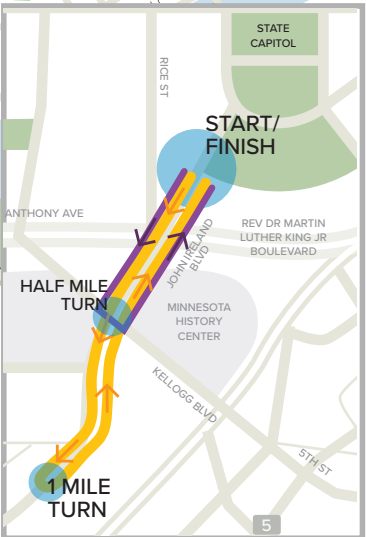 STATE
CAPITOL
RICE ST
START/
FINISH
ANTHONY AVE
REV DR MARTIN
LUTHER KING JR
BOULEVARD
JOHN IRELAND
BLVD
HALF MILE
TURN
MINNESOTA
HISTORY
CENTER
KELLOGG BLVD
5TH ST
1 MILE
TURN
5